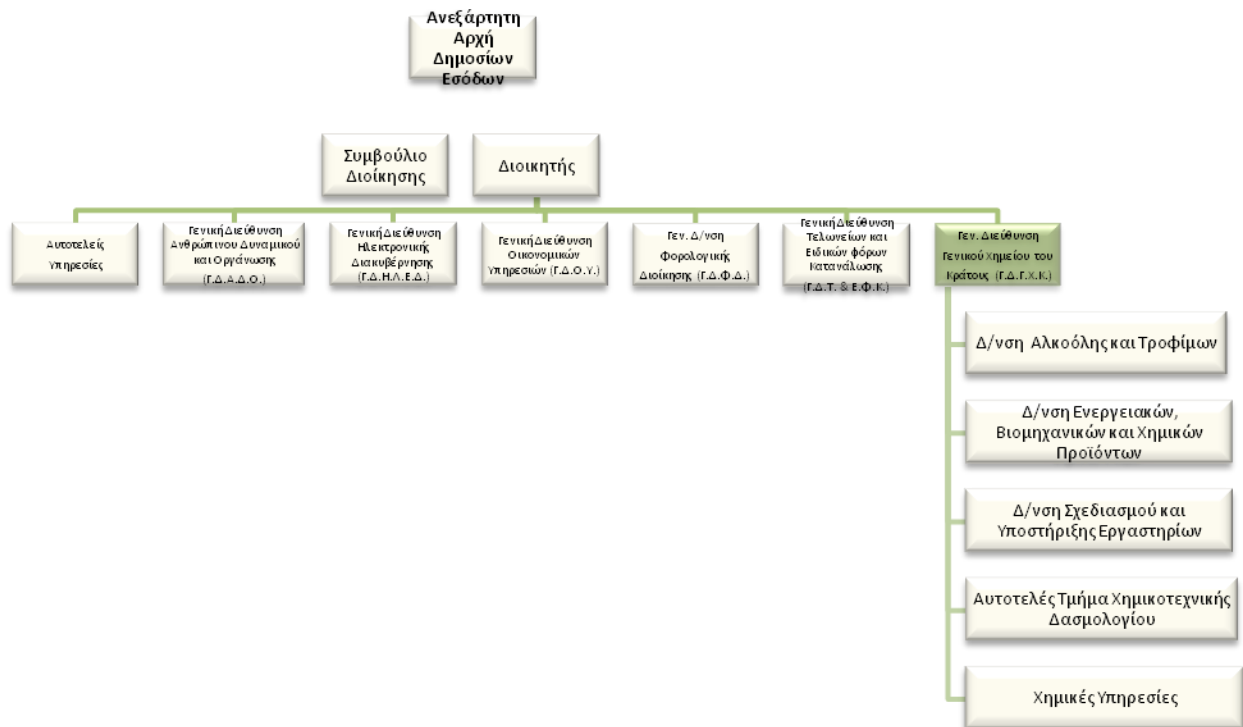 Ανεξάρτητη
Αρχή
Δημοσίων
Εσόδων
Συμβούλιο
Διοίκησης
Διοικητής
Αυτοτελείς
Υπηρεσίες
Γενική Διεύθυνση
Ανθρώπινου Δυναμικού
και Οργάνωσης
(Γ.Δ.Α.Δ.Ο.)
Γενική Διεύθυνση
Ηλεκτρονικής
Διακυβέρνησης
(Γ.Δ.ΗΛ.Ε.Δ.)
Γενική Διεύθυνση
Οικονομικών
Υπηρεσιών (Γ.Δ.Ο.Υ.)
Γεν. Δ/νση
Φορολογικής
Διοίκησης (Γ.Δ.Φ.Δ.)
Γενική Διεύθυνση
Τελωνείων και
Ειδικών φόρων
Κατανάλωσης
(Γ.Δ.Τ. & Ε.Φ.Κ.)
Γεν. Διεύθυνση
Γενικού Χημείου του
Κράτους (Γ.Δ.Γ.Χ.Κ.)
Δ/νση Αλκοόλης και Τροφίμων
Δ/νση Ενεργειακών,
Βιομηχανικών και Χημικών
Προϊόντων
Δ/νση Σχεδιασμού και
Υποστήριξης Εργαστηρίων
Αυτοτελές Τμήμα Χημικοτεχνικής
Δασμολογίου
Χημικές Υπηρεσίες